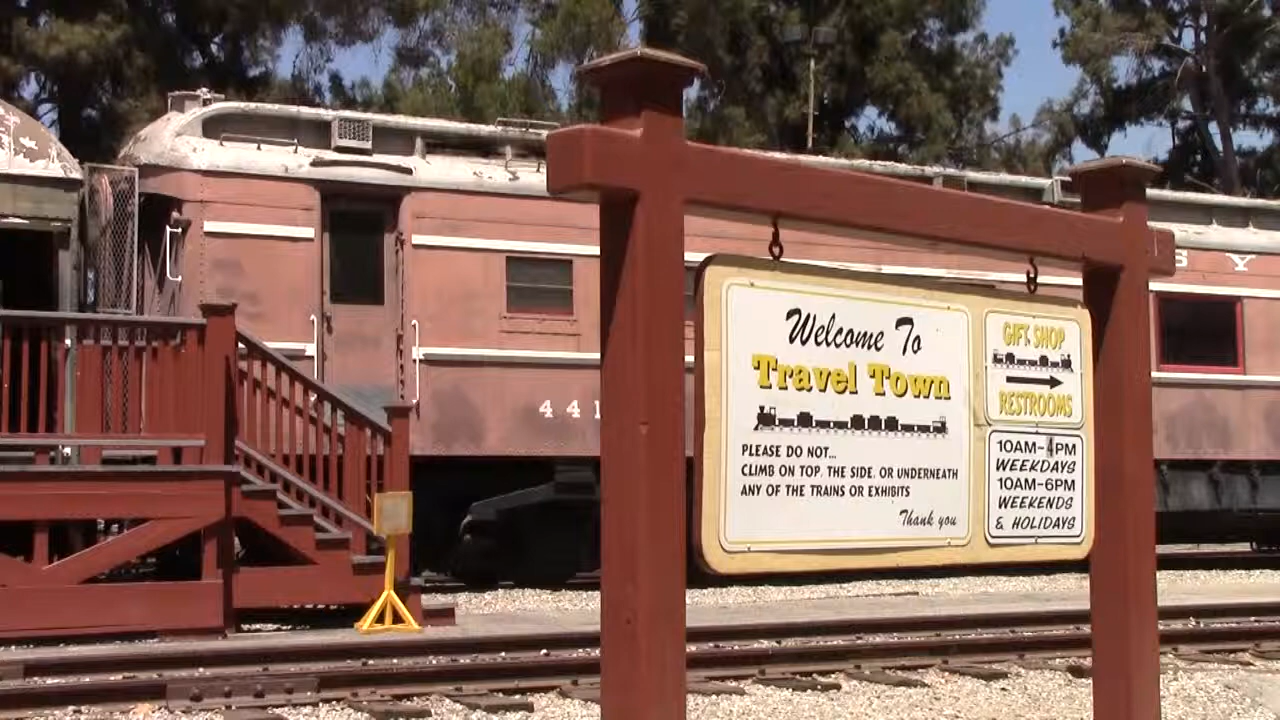 Welcome To
Travel Town
PLEASE DO NOT...
CLIMB ON TOP, THE SIDE, OR UNDERNEATH
ANY OF THE TRAINS OR EXHIBITS
Thank you
GIFT SHOP
RESTROOMS
10AM-4PM
WEEKDAYS
10AM-6PM
WEEKENDS
& HOLIDAYS
441
S Y